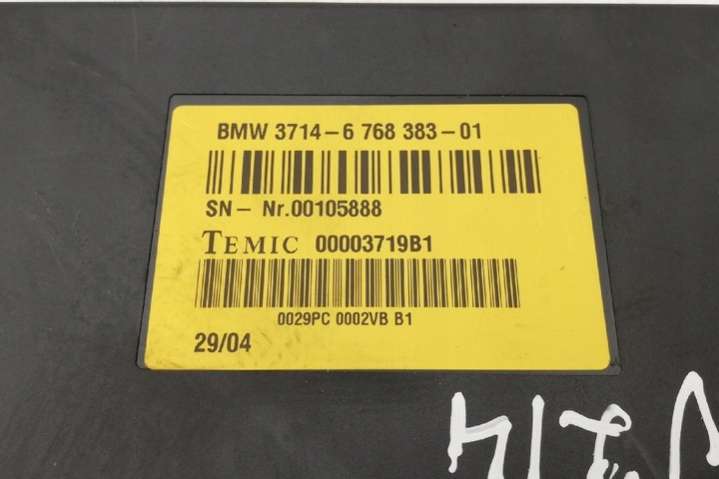 BMW 3714-6 768 383-01
SN- Nr.00105888
TEMIC 00003719B1
0029PC 0002VB B1
29/04